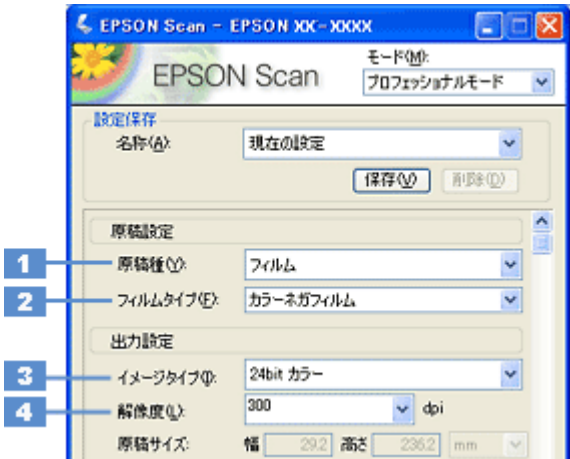 EPSON Scan - EPSON XX-XXXX
EPSON Scan
モード(M):
プロフェッショナルモード
設定保存
名称(A):
現在の設定
保存(V)
削除(D)
原稿設定
1
原稿種(Y):
フィルム
2
フィルムタイプ(F):
カラーネガフィルム
出力設定
3
イメージタイプ(I):
24bit カラー
4
解像度(L):
300
dpi
原稿サイズ:
幅
29.2
高さ
236.2
mm